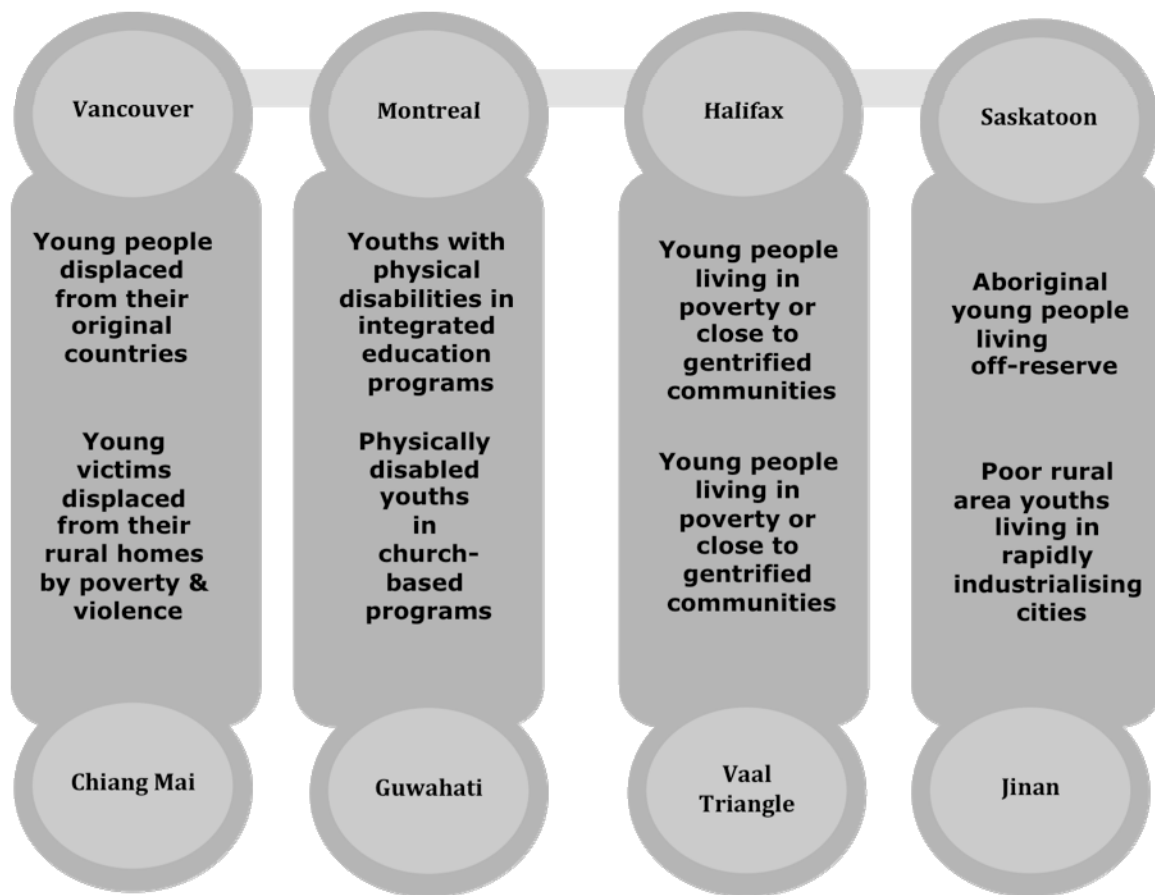 Vancouver
Young people
displaced
from their
original
countries
Young
victims
displaced
from their
rural homes
by poverty &
violence
Chiang Mai
Montreal
Youths with
physical
disabilities in
integrated
education
programs
Physically
disabled
youths
in
church-
based
programs
Guwahati
Halifax
Young people
living in
poverty or
close to
gentrified
communities
Young people
living in
poverty or
close to
gentrified
communities
Vaal
Triangle
Saskatoon
Aboriginal
young people
living
off-reserve
Poor rural
area youths
living in
rapidly
industrialising
cities
Jinan